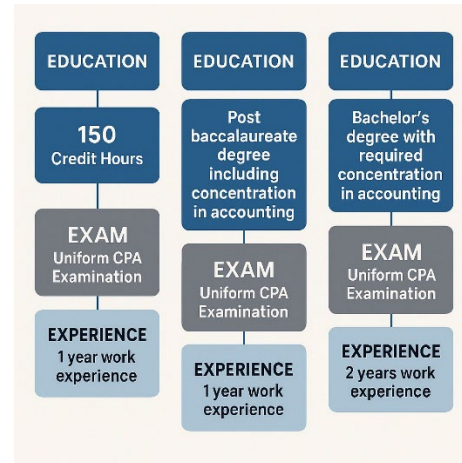 EDUCATION
150
Credit Hours
EXAM
Uniform CPA
Examination
EXPERIENCE
1 year work
experience
EDUCATION
Post
baccalaureate
degree
including
concentration
in accounting
EXAM
Uniform CPA
Examination
EXPERIENCE
1 year work
experience
EDUCATION
Bachelor's
degree with
required
concentration
in accounting
EXAM
Uniform CPA
Examination
EXPERIENCE
2 years work
experience